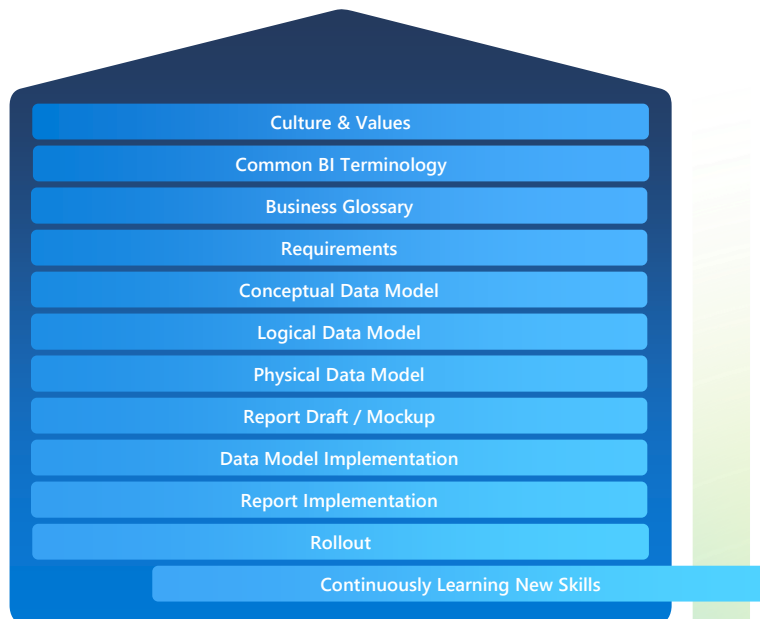 Culture & Values
Common BI Terminology
Business Glossary
Requirements
Conceptual Data Model
Logical Data Model
Physical Data Model
Report Draft / Mockup
Data Model Implementation
Report Implementation
Rollout
Continuously Learning New Skills